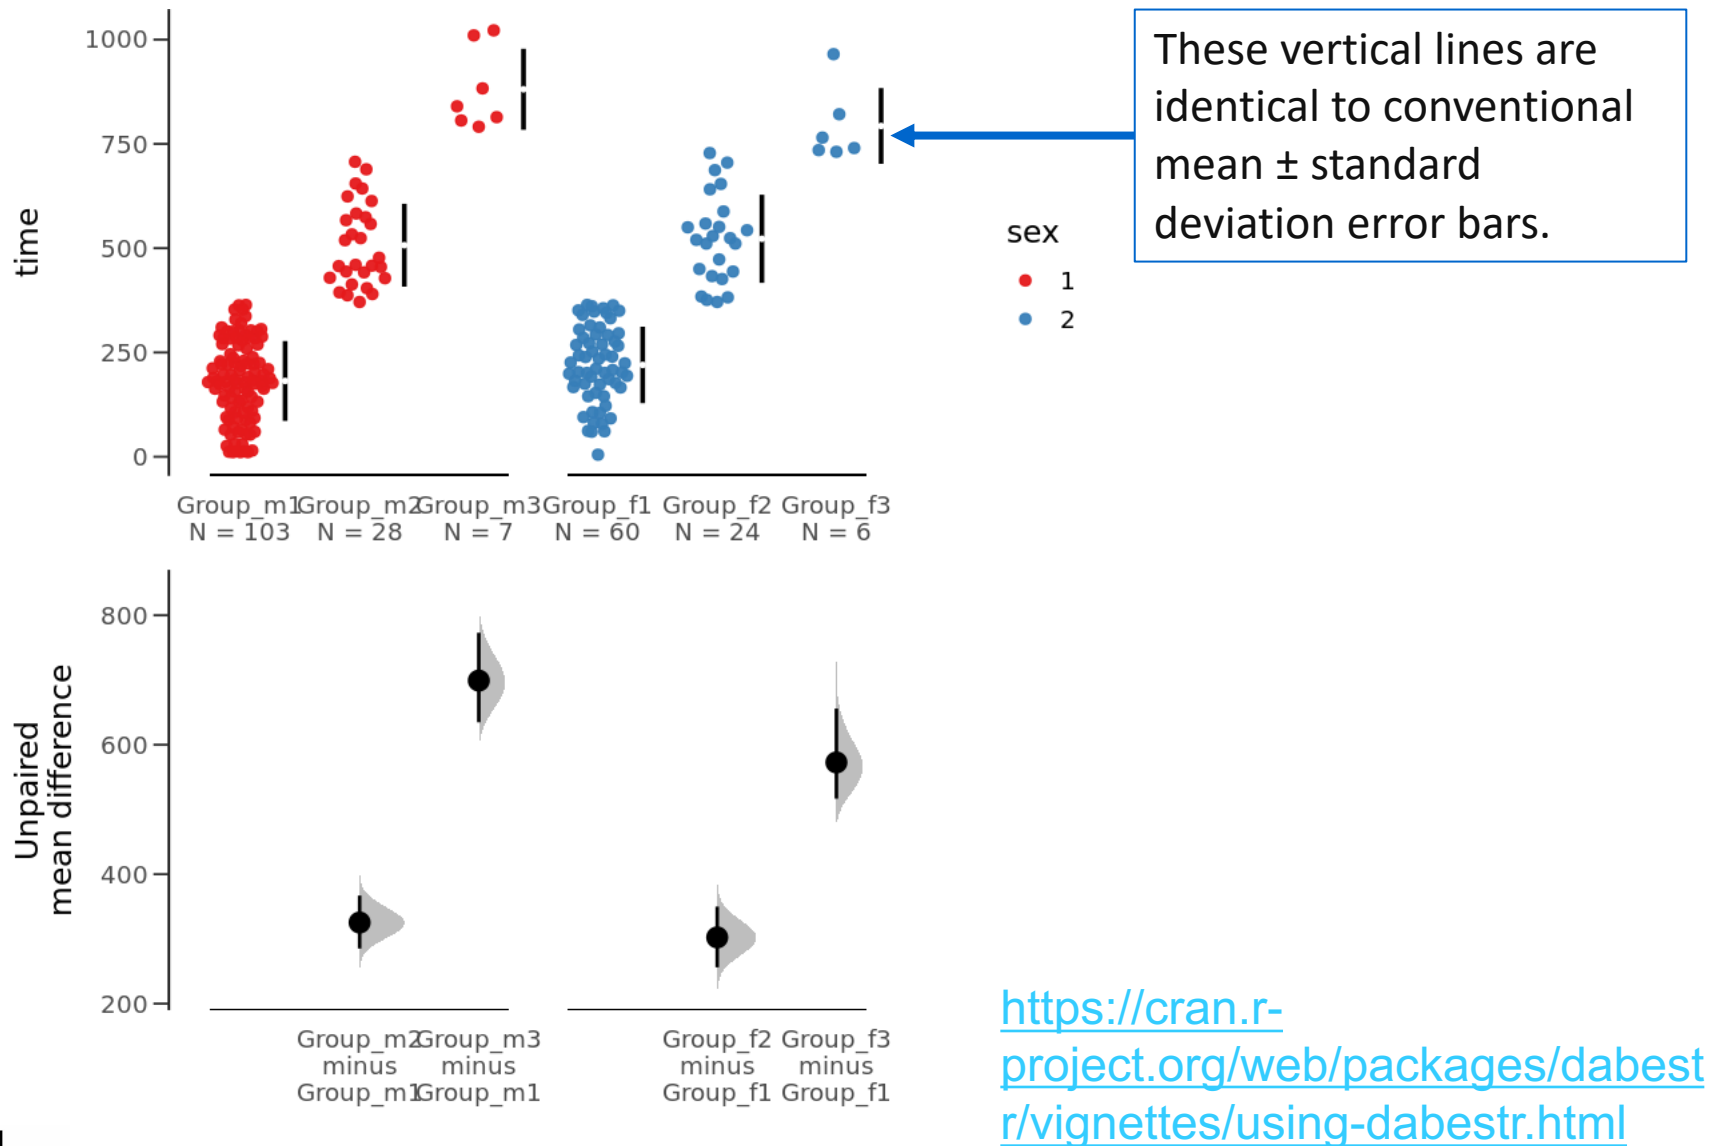 1000
750
500
250
0
time
Group_m1 Group_m2 Group_m3 Group_f1 Group_f2 Group_f3
N = 103 N = 28 N = 7 N = 60 N = 24 N = 6
sex
1
2
These vertical lines are
identical to conventional
mean ± standard
deviation error bars.
800
600
400
200
Unpaired
mean difference
Group_m2 Group_m3 Group_f2 Group_f3
minus minus minus minus
Group_m1 Group_m1 Group_f1 Group_f1
https://cran.r-
project.org/web/packages/dabest
r/vignettes/using-dabestr.html